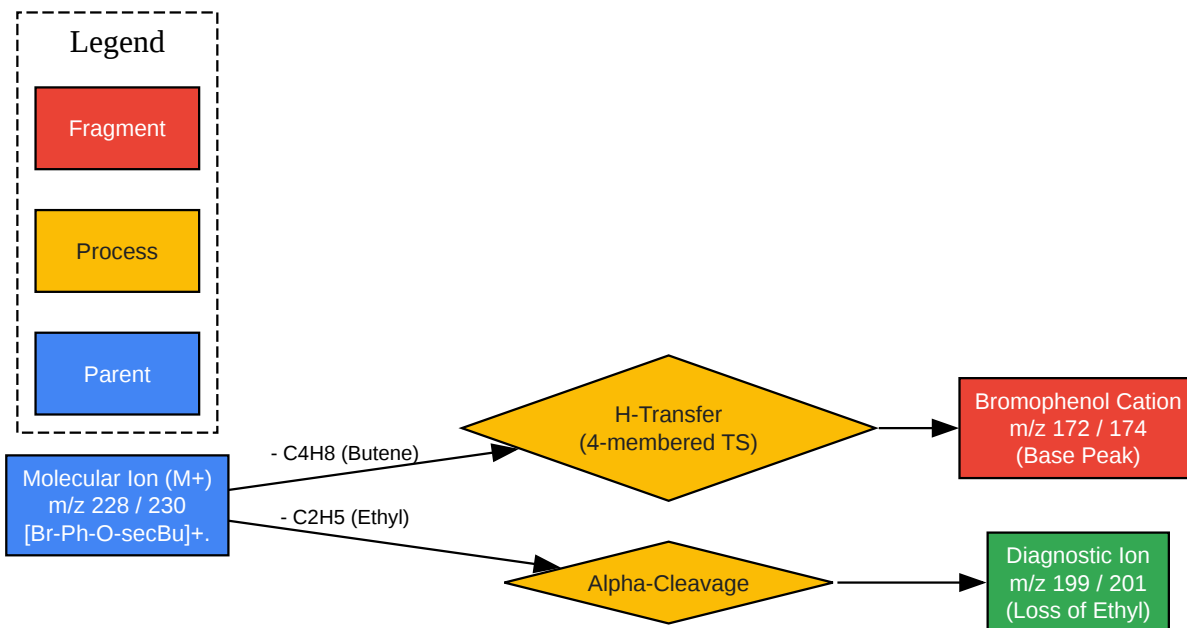 Legend
Fragment
Process
Parent
Molecular Ion (M+)
m/z 228 / 230
[Br-Ph-O-secBu]+.
- C4H8 (Butene)
- C2H5 (Ethyl)
H-Transfer
(4-membered TS)
Alpha-Cleavage
Bromophenol Cation
m/z 172 / 174
(Base Peak)
Diagnostic Ion
m/z 199 / 201
(Loss of Ethyl)